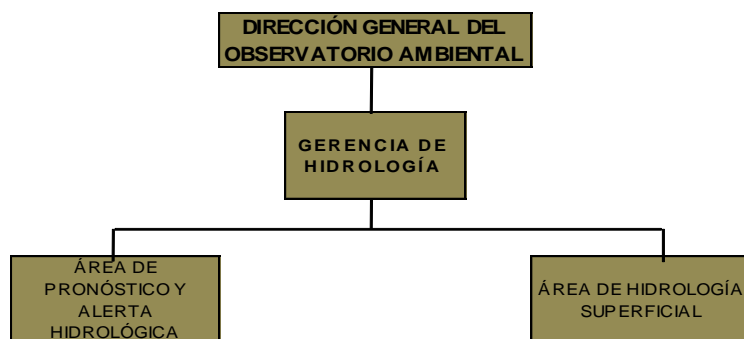 DIRECCIÓN GENERAL DEL
OBSERVATORIO AMBIENTAL
GERENCIA DE
HIDROLOGÍA
ÁREA DE
PRONÓSTICO Y
ALERTA
HIDROLÓGICA
ÁREA DE HIDROLOGÍA
SUPERFICIAL